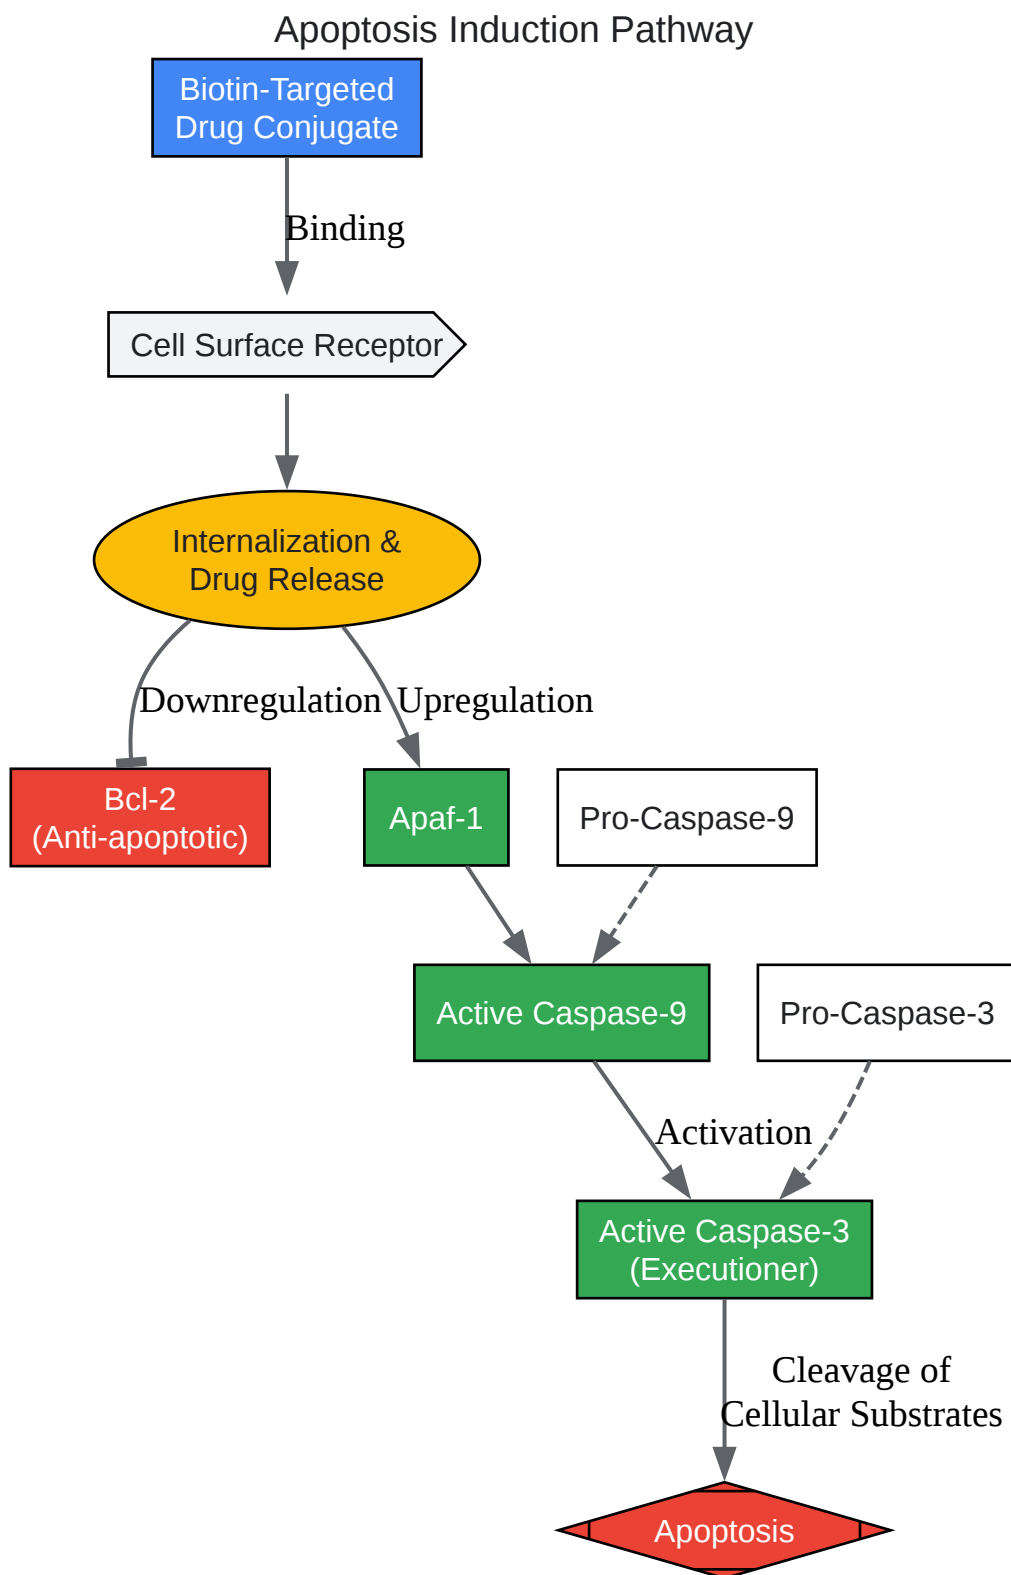 Apoptosis Induction Pathway
Biotin-Targeted
Drug Conjugate
Binding
Cell Surface Receptor
Internalization &
Drug Release
Downregulation
Upregulation
Bcl-2
(Anti-apoptotic)
Apaf-1
Pro-Caspase-9
Active Caspase-9
Pro-Caspase-3
Activation
Active Caspase-3
(Executioner)
Cleavage of
Cellular Substrates
Apoptosis